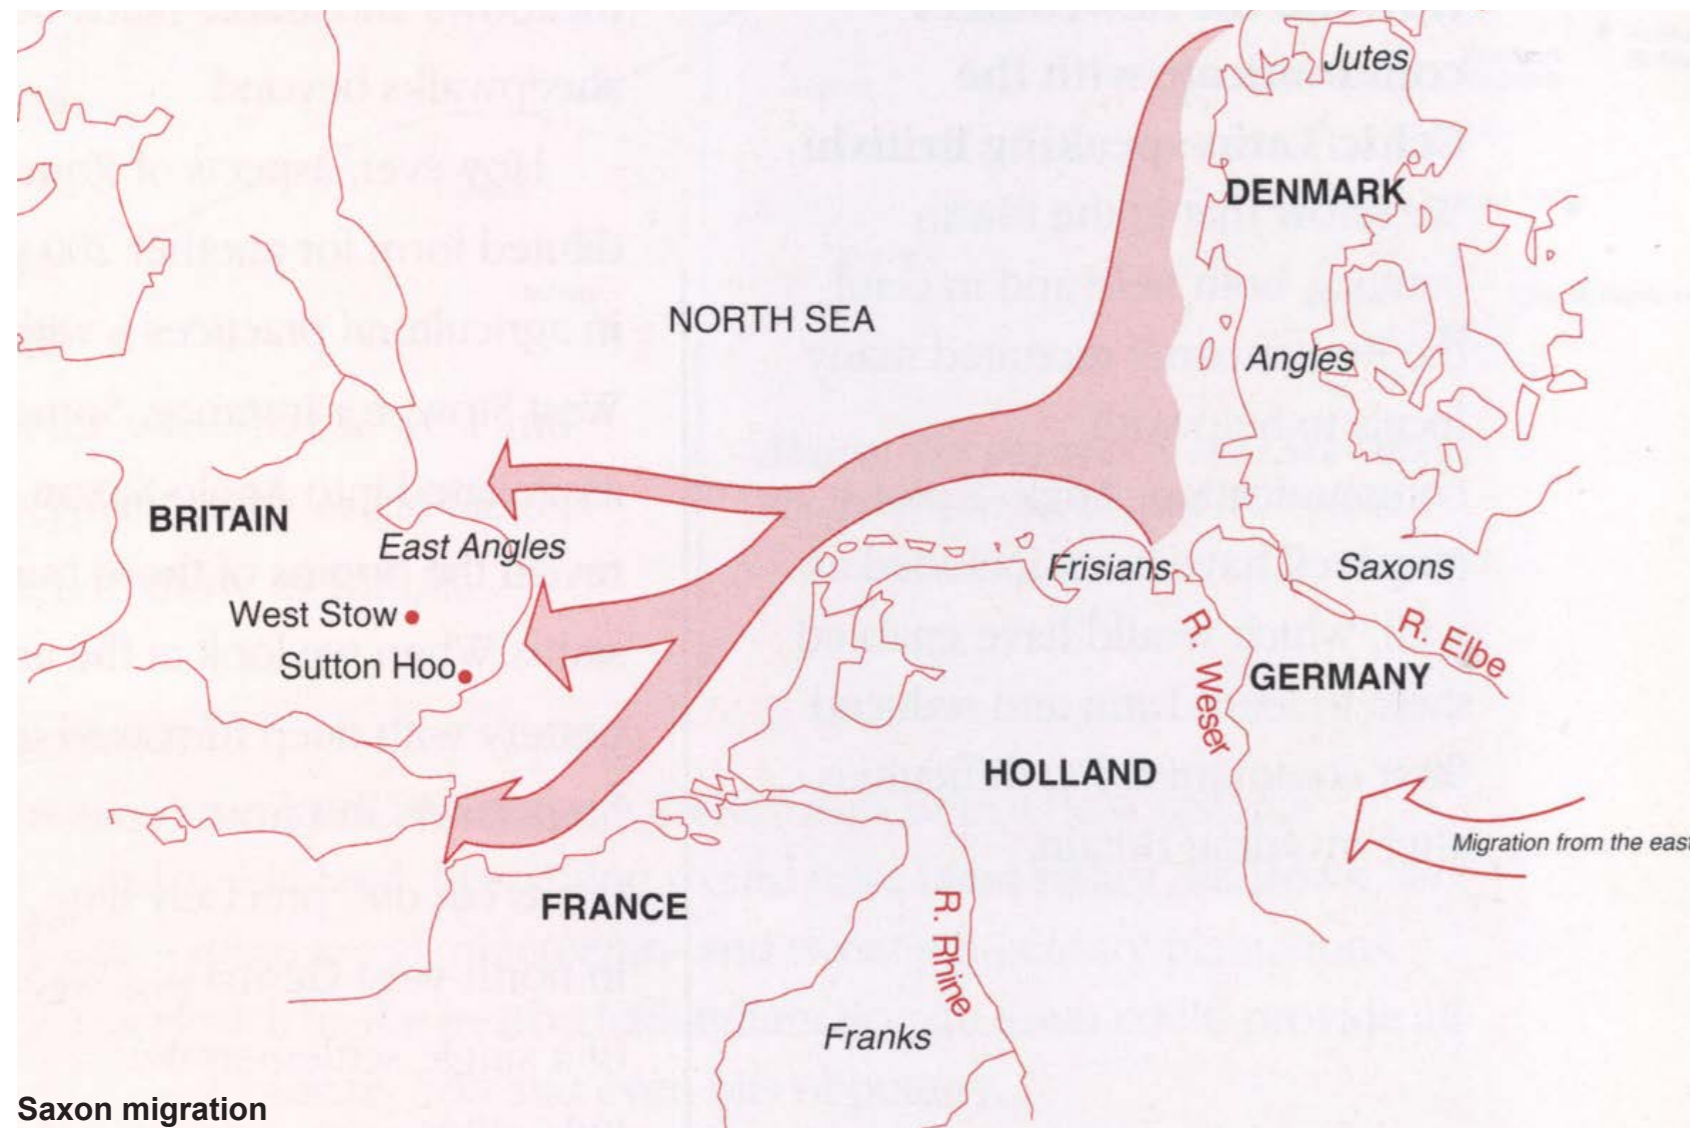 Jutes
DENMARK
NORTH SEA
Angles
BRITAIN
East Angles
Frisians
Saxons
West Stow
R. Elbe
Sutton Hoo
R. Weser
GERMANY
HOLLAND
Migration from the east
FRANCE
R. Rhine
Franks
Saxon migration